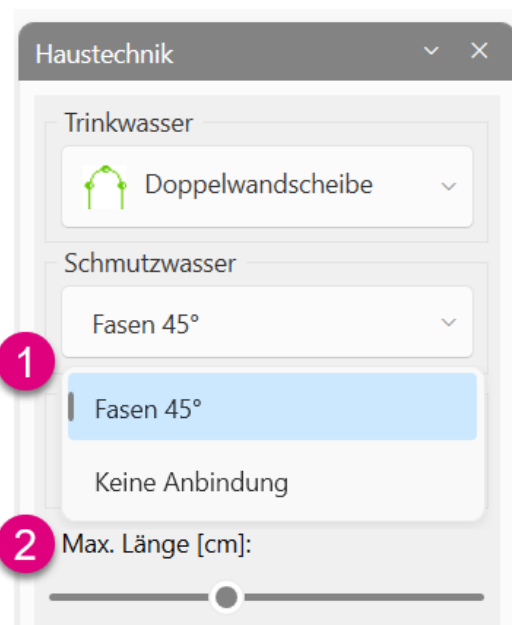 Haustechnik
Trinkwasser
Doppelwandscheibe
Schmutzwasser
Fasen 45°
1
Fasen 45°
Keine Anbindung
2 Max. Länge [cm]: